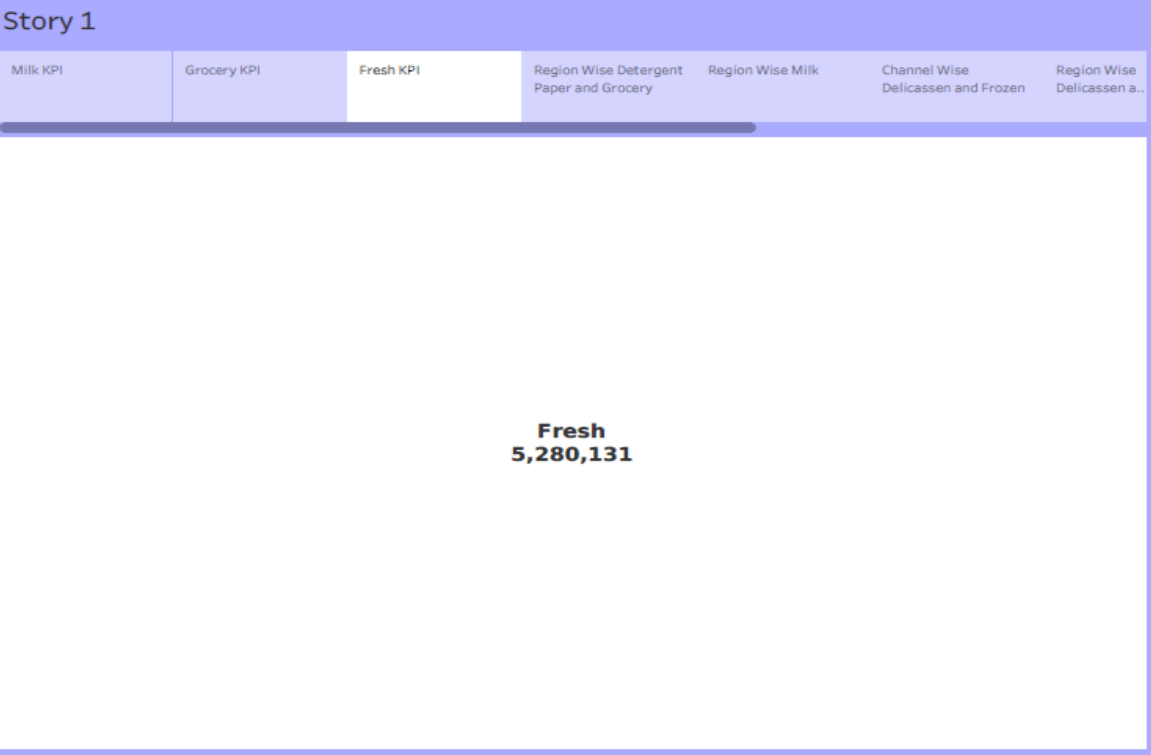 Story 1
Milk KPI
Grocery KPI
Fresh KPI
Region Wise Detergent
Paper and Grocery
Region Wise Milk
Channel Wise
Delicassen and Frozen
Region Wise
Delicassen a..
Fresh
5,280,131